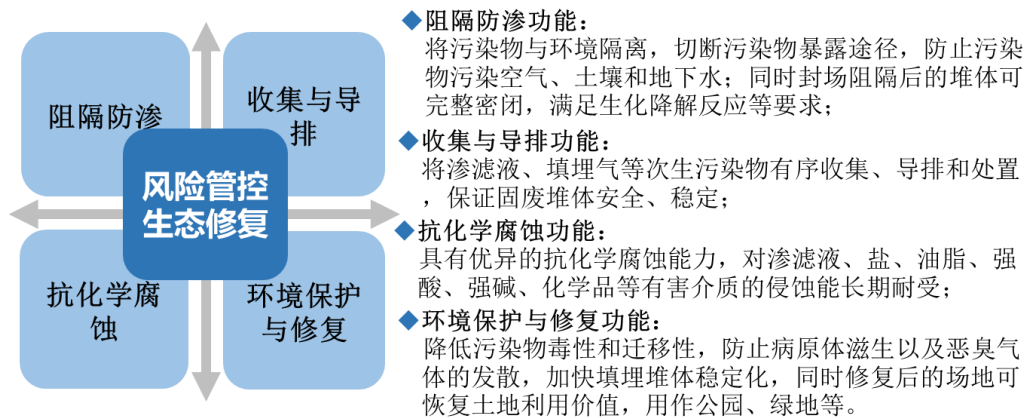 阻隔防渗
收集与导
排
风险管控
生态修复
抗化学腐
蚀
环境保护
与修复
◆阻隔防渗功能：
将污染物与环境隔离，切断污染物暴露途径，防止污染
物污染空气、土壤和地下水；同时封场阻隔后的堆体可
完整密闭，满足生化降解反应等要求；
◆收集与导排功能：
将渗滤液、填埋气等次生污染物有序收集、导排和处置
，保证固废堆体安全、稳定；
◆抗化学腐蚀功能：
具有优异的抗化学腐蚀能力，对渗滤液、盐、油脂、强
酸、强碱、化学品等有害介质的侵蚀能长期耐受；
◆环境保护与修复功能：
降低污染物毒性和迁移性，防止病原体滋生以及恶臭气
体的发散，加快填埋堆体稳定化，同时修复后的场地可
恢复土地利用价值，用作公园、绿地等。